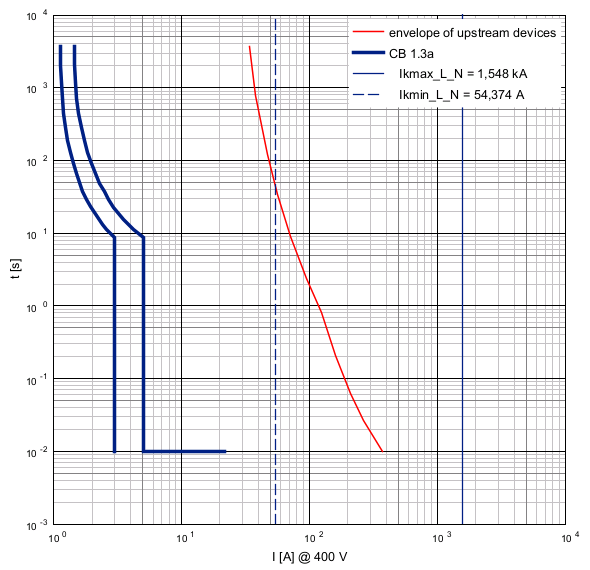 10 4
envelope of upstream devices
CB 1.3a
Ikmax_L_N = 1,548 kA
Ikmin_L_N = 54,374 A
10 3
10 2
10 1
t [s]
10 0
10 -1
10 -2
10 -3
10 0 10 1 10 2 10 3 10 4
I [A] @ 400 V